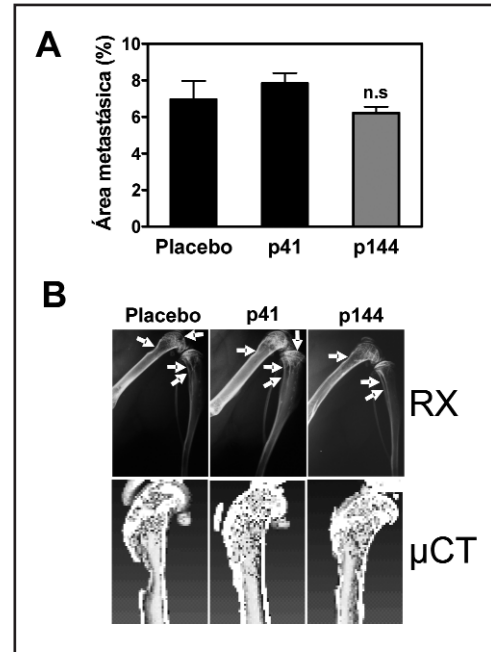 A
Área metastásica (%)
10
8
6
4
2
0
n.s
Placebo p41 p144
B
Placebo p41 p144
RX
µCT